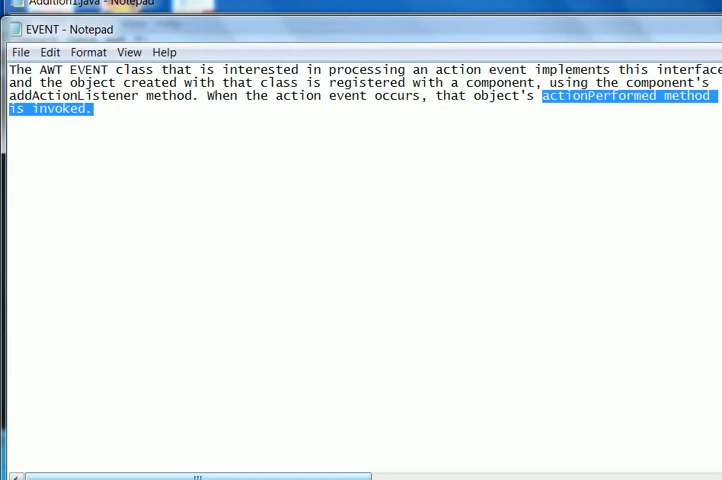 Addition1.java - Notepad
EVENT - Notepad
File Edit Format View Help
The AWT EVENT class that is interested in processing an action event implements this interface
and the object created with that class is registered with a component, using the component's
addActionListener method. When the action event occurs, that object's actionPerformed method
is invoked.